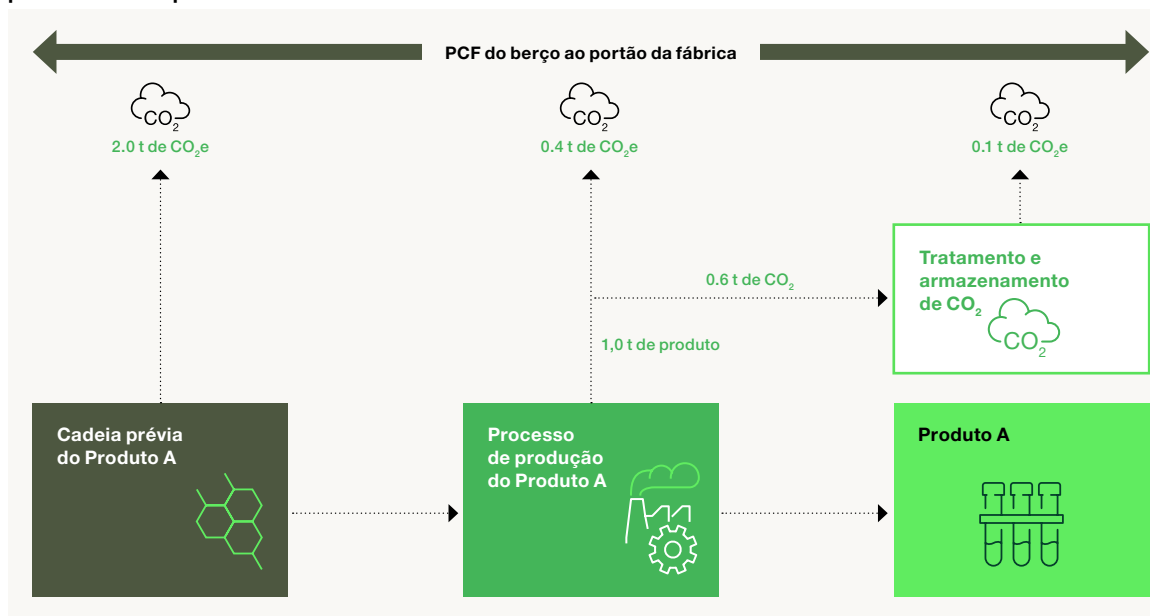 PCF do berço ao portão da fábrica
CO₂
CO₂
CO₂
2.0 t de CO₂e
0.4 t de CO₂e
0.1 t de CO₂e
Tratamento e
armazenamento
de CO₂
CO₂
0.6 t de CO₂
1,0 t de produto
Cadeia prévia
do Produto A
Processo
de produção
do Produto A
Produto A